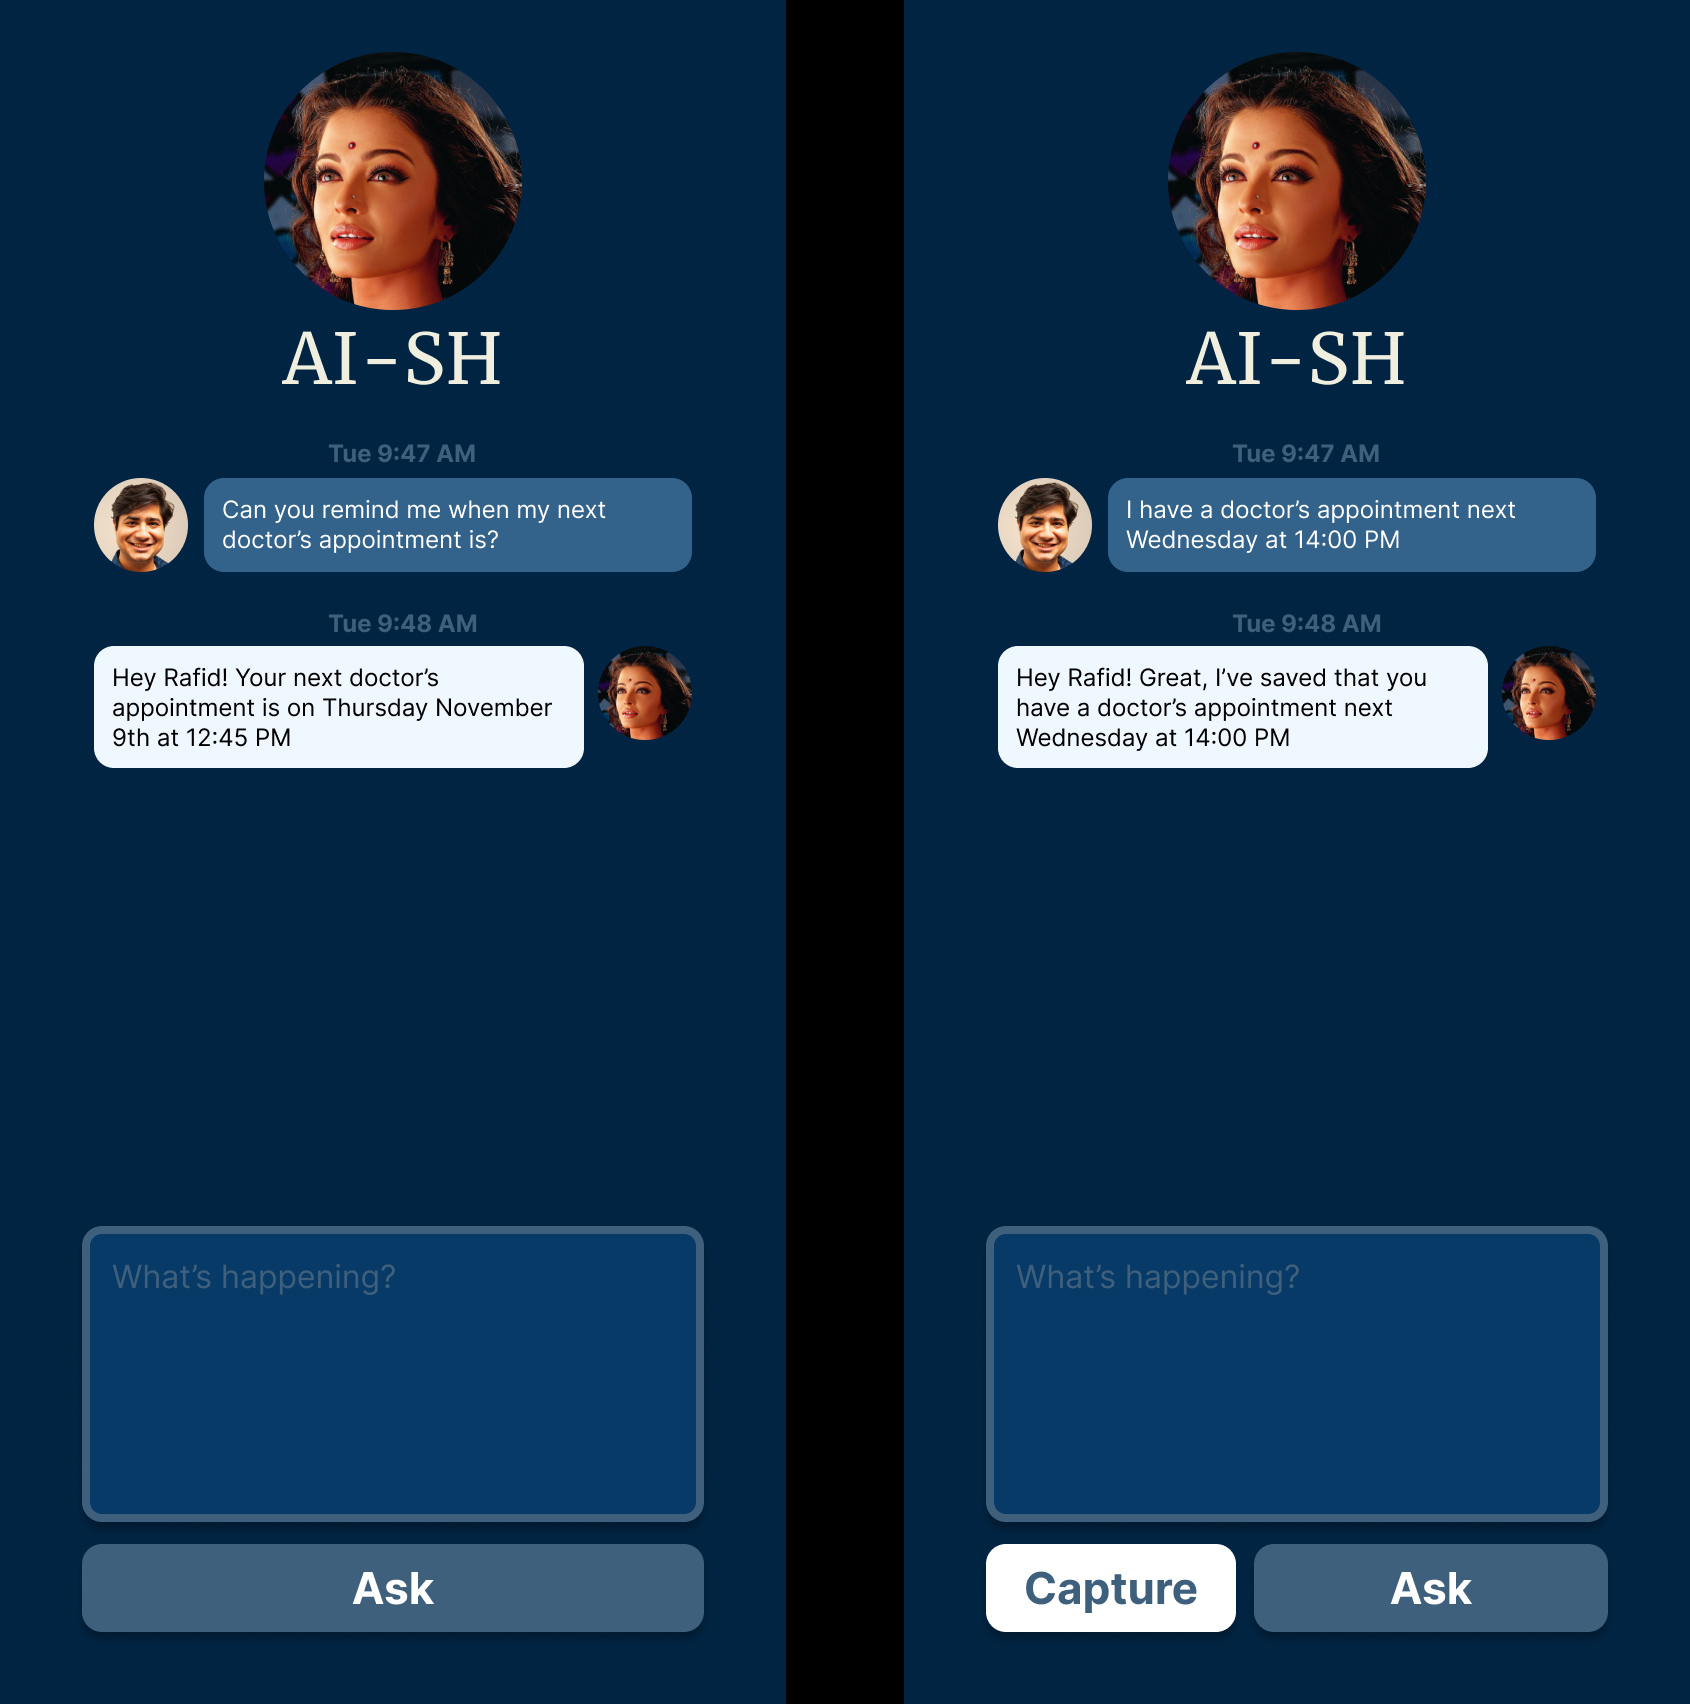 AI-SH
Tue 9:47 AM
Can you remind me when my next
doctor’s appointment is?
Tue 9:48 AM
Hey Rafid! Your next doctor’s
appointment is on Thursday November
9th at 12:45 PM
What’s happening?
Ask
AI-SH
Tue 9:47 AM
I have a doctor’s appointment next
Wednesday at 14:00 PM
Tue 9:48 AM
Hey Rafid! Great, I’ve saved that you
have a doctor’s appointment next
Wednesday at 14:00 PM
What’s happening?
Capture
Ask